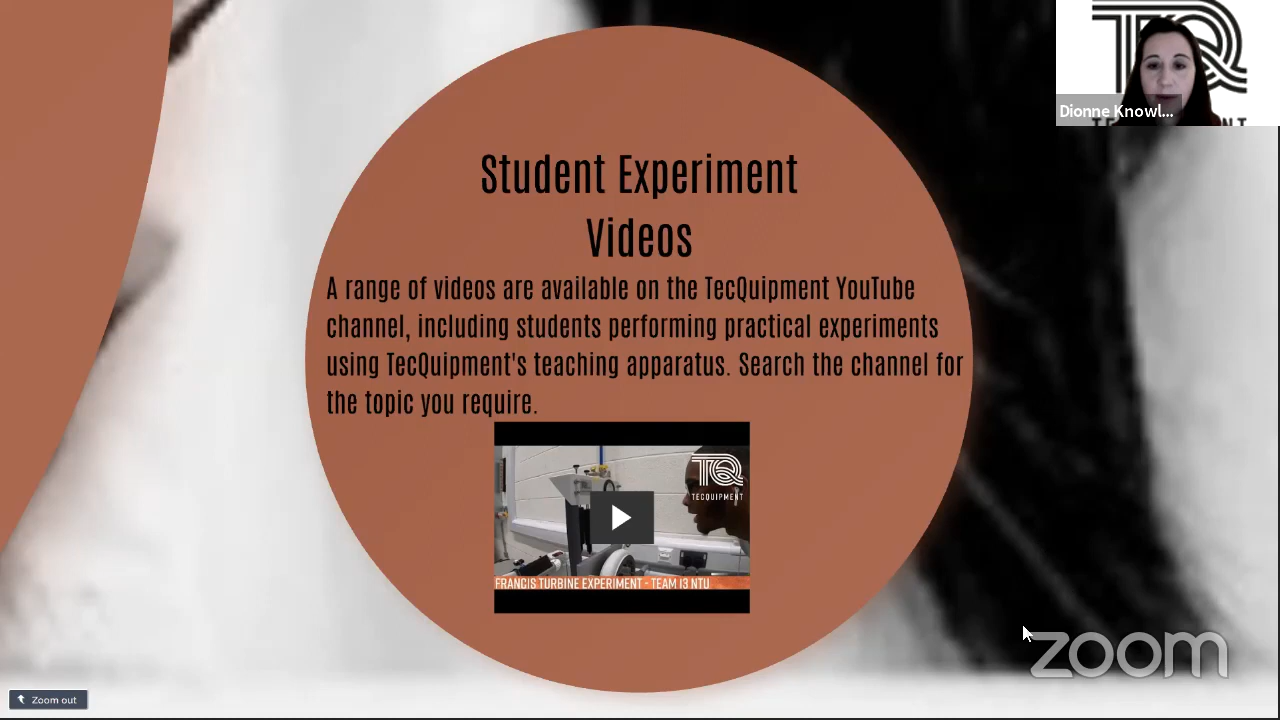 TQ
Dionne Knowl...
Student Experiment
Videos
A range of videos are available on the TecQuipment YouTube
channel, including students performing practical experiments
using TecQuipment's teaching apparatus. Search the channel for
the topic you require.
TQ
TECQUIPMENT
FRANCIS TURBINE EXPERIMENT - TEAM 13 NTU
zoom
Zoom out